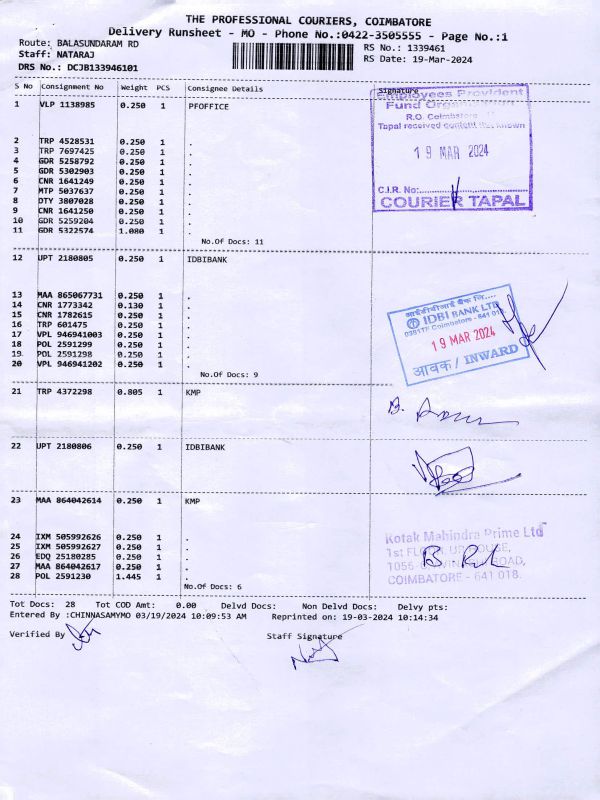 THE PROFESSIONAL COURIERS, COIMBATORE
Delivery Runsheet - MO - Phone No.:0422-3505555 - Page No.:1
Route: BALASUNDARAM RD
RS No.: 1339461
Staff: NATARAJ
RS Date: 19-Mar-2024
DRS No.: DCJB133946101
S No Consignment No Weight PCS Consignee Details Signature
1 VLP 1138985 0.250 1 PFOFFICE
Employees Provident
Fund
R.O. Coimbatore
Tapal received content not known
19 MAR 2024
C.I.R. No:
COURIER TAPAL
2 TRP 4528531 0.250 1 .
3 TRP 7697425 0.250 1 .
4 GDR 5258792 0.250 1 .
5 GDR 5302903 0.250 1 .
6 CNR 1641249 0.250 1 .
7 MTP 5037637 0.250 1 .
8 DTY 3807028 0.250 1 .
9 CNR 1641250 0.250 1 .
10 GDR 5259204 0.250 1 .
11 GDR 5322574 1.080 1 .
No.Of Docs: 11
12 UPT 2180805 0.250 1 IDBIBANK
13 MAA 865067731 0.250 1 .
14 CNR 1773342 0.130 1 .
15 CNR 1782615 0.250 1 .
16 TRP 601475 0.250 1 .
17 VPL 946941003 0.250 1 .
18 POL 2591299 0.250 1 .
19 POL 2591298 0.250 1 .
20 VPL 946941202 0.250 1 .
No.Of Docs: 9
आईडीबीआई बैंक लि....
IDBI BANK LTD
Coimbatore - 641 018
19 MAR 2024
आवक / INWARD
21 TRP 4372298 0.805 1 KMP
22 UPT 2180806 0.250 1 IDBIBANK
23 MAA 864042614 0.250 1 KMP
24 IXM 505992626 0.250 1 .
25 IXM 505992627 0.250 1 .
26 EDQ 25180285 0.250 1 .
27 MAA 864042617 0.250 1 .
28 POL 2591230 1.445 1 .
No.Of Docs: 6
Kotak Mahindra Prime Ltd
1st
1056 ROAD,
COIMBATORE - 641 018.
Tot Docs: 28 Tot COD Amt: 0.00 Delvd Docs: Non Delvd Docs: Delvy pts:
Entered By :CHINNASAMYMO 03/19/2024 10:09:53 AM Reprinted on: 19-03-2024 10:14:34
Verified By
Staff Signature